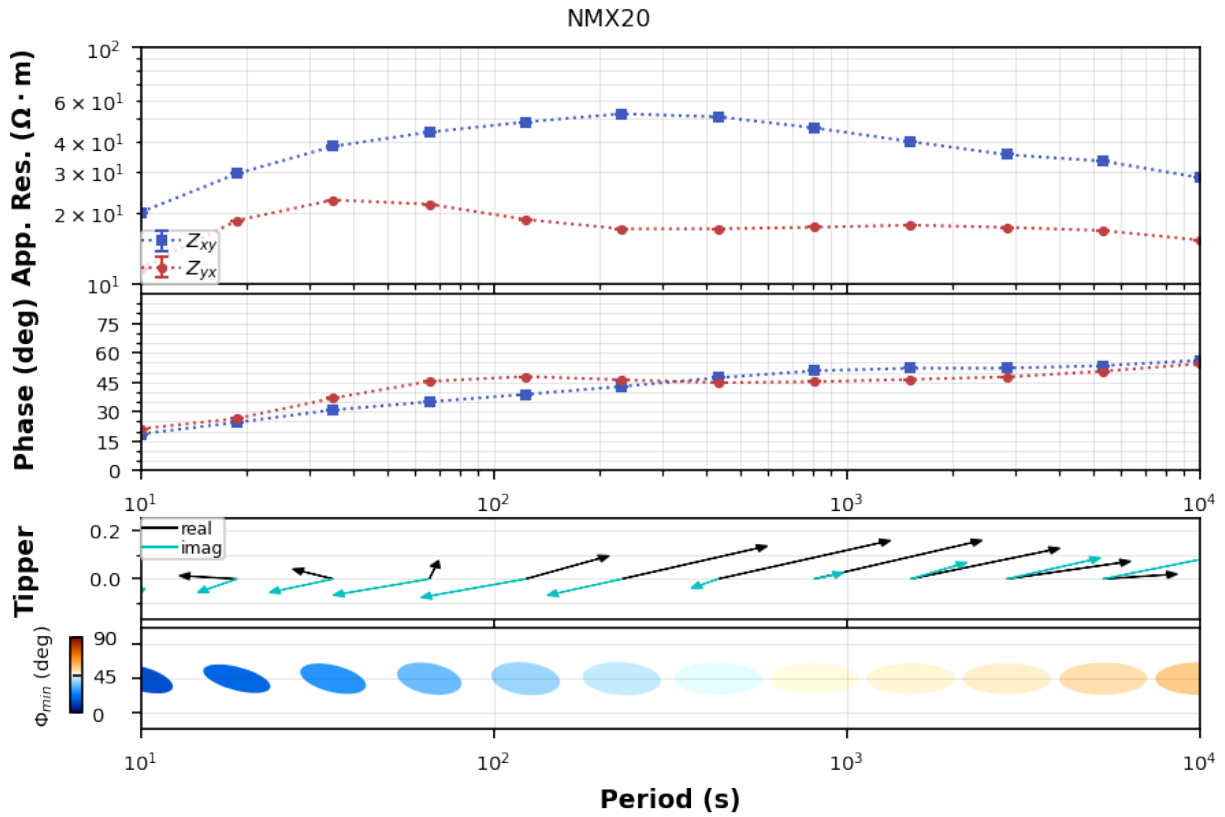 NMX20
App. Res. (Ω · m)
10²
6 × 10¹
4 × 10¹
3 × 10¹
2 × 10¹
10¹
Z_xy
Z_yx
Phase (deg)
75
60
45
30
15
0
10¹ 10² 10³ 10⁴
Tipper
0.2
0.0
real
imag
Φ_min (deg)
90
45
0
10¹ 10² 10³ 10⁴
Period (s)